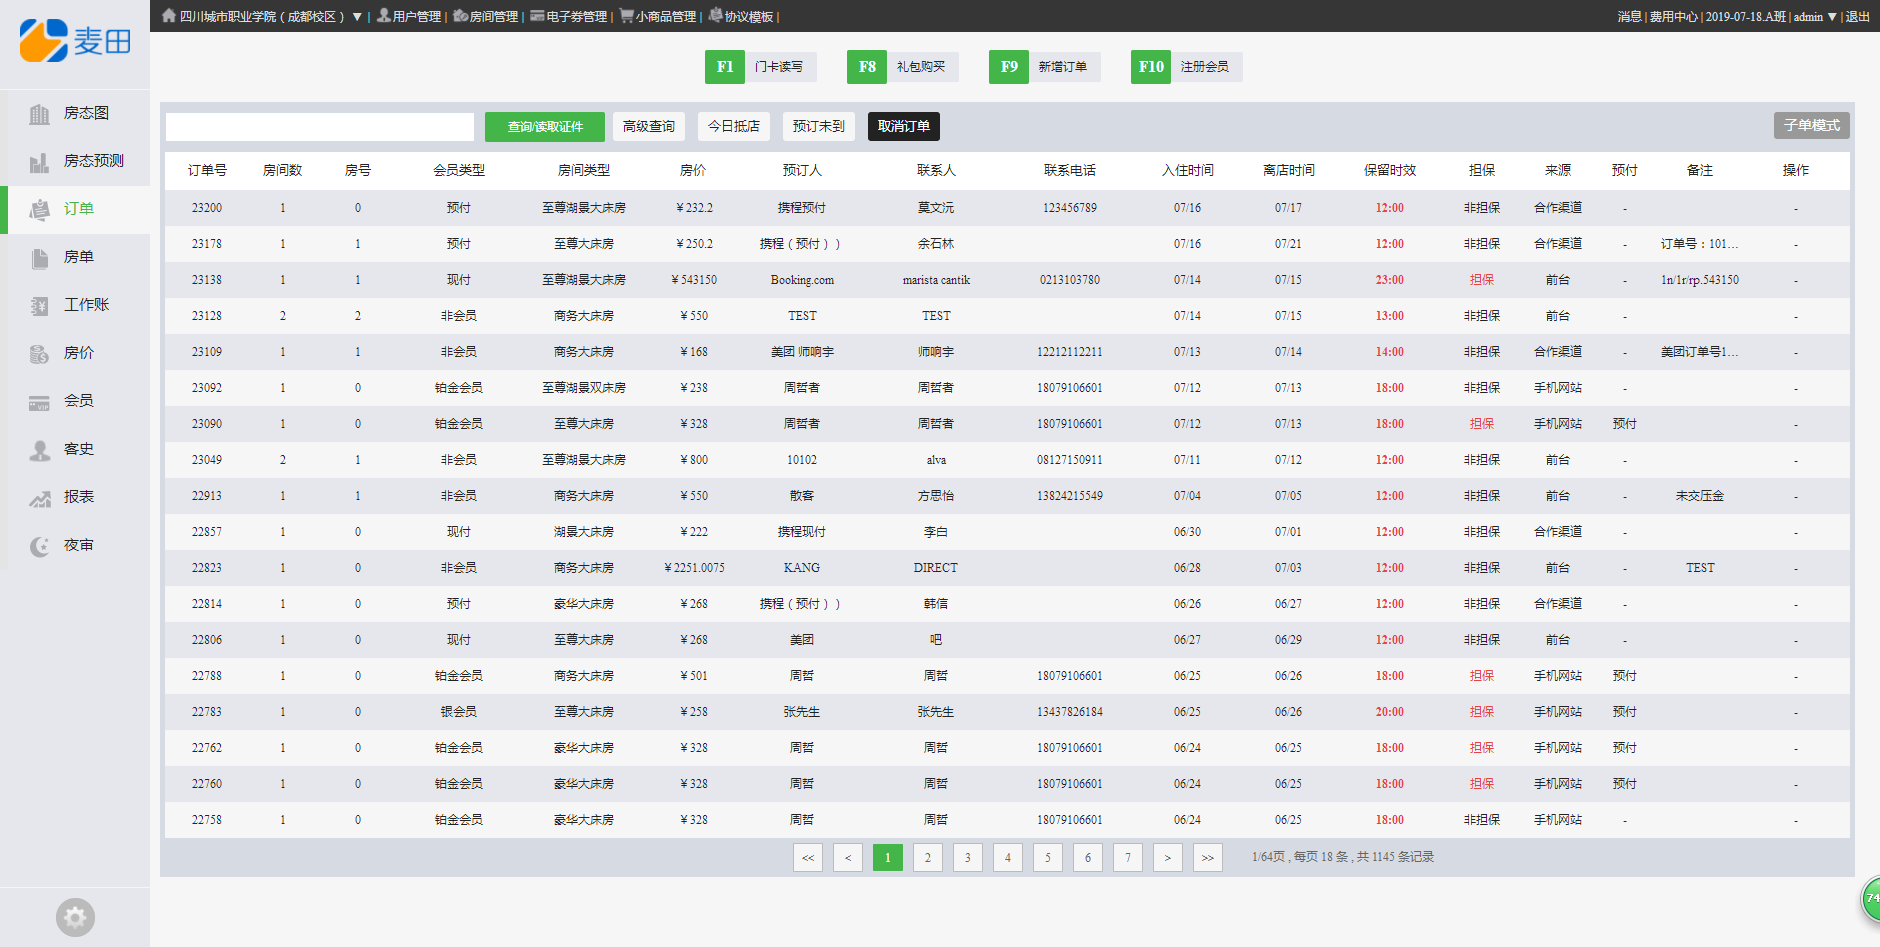 四川城市职业学院（成都校区） ▼ | 用户管理 | 房间管理 | 电子券管理 | 小商品管理 | 协议模板 |
消息 | 费用中心 | 2019-07-18.A班 | admin ▼ | 退出
麦田
F1 门卡读写 F8 礼包购买 F9 新增订单 F10 注册会员
房态图
房态预测
订单
房单
工作账
房价
会员
客史
报表
夜审
查询/读取证件 高级查询 今日抵店 预订未到 取消订单 子单模式
订单号 房间数 房号 会员类型 房间类型 房价 预订人 联系人 联系电话 入住时间 离店时间 保留时效 担保 来源 预付 备注 操作
23200 1 0 预付 至尊湖景大床房 ￥232.2 携程预付 莫文沅 123456789 07/16 07/17 12:00 非担保 合作渠道 - -
23178 1 1 预付 至尊大床房 ￥250.2 携程（预付）） 余石林 07/16 07/21 12:00 非担保 合作渠道 - 订单号：101... -
23138 1 1 现付 至尊湖景大床房 ￥543150 Booking.com marista cantik 0213103780 07/14 07/15 23:00 担保 前台 - 1n/1r/rp.543150 -
23128 2 2 非会员 商务大床房 ￥550 TEST TEST 07/14 07/15 13:00 非担保 前台 - -
23109 1 1 非会员 商务大床房 ￥168 美团 师响宇 师响宇 12212112211 07/13 07/14 14:00 非担保 合作渠道 - 美团订单号1... -
23092 1 0 铂金会员 至尊湖景双床房 ￥238 周哲者 周哲者 18079106601 07/12 07/13 18:00 非担保 手机网站 - -
23090 1 0 铂金会员 至尊大床房 ￥328 周哲者 周哲者 18079106601 07/12 07/13 18:00 担保 手机网站 预付 -
23049 2 1 非会员 至尊湖景大床房 ￥800 10102 alva 08127150911 07/11 07/12 12:00 非担保 前台 - -
22913 1 1 非会员 商务大床房 ￥550 散客 方思怡 13824215549 07/04 07/05 12:00 非担保 前台 - 未交压金 -
22857 1 0 现付 湖景大床房 ￥222 携程现付 李白 06/30 07/01 12:00 非担保 合作渠道 - -
22823 1 0 非会员 商务大床房 ￥2251.0075 KANG DIRECT 06/28 07/03 12:00 非担保 前台 - TEST -
22814 1 0 预付 豪华大床房 ￥268 携程（预付）） 韩信 06/26 06/27 12:00 非担保 合作渠道 - -
22806 1 0 现付 至尊大床房 ￥268 美团 吧 06/27 06/29 12:00 非担保 前台 - -
22788 1 0 铂金会员 商务大床房 ￥501 周哲 周哲 18079106601 06/25 06/26 18:00 担保 手机网站 预付 -
22783 1 0 银会员 至尊大床房 ￥258 张先生 张先生 13437826184 06/25 06/26 20:00 担保 手机网站 预付 -
22762 1 0 铂金会员 豪华大床房 ￥328 周哲 周哲 18079106601 06/24 06/25 18:00 担保 手机网站 预付 -
22760 1 0 铂金会员 豪华大床房 ￥328 周哲 周哲 18079106601 06/24 06/25 18:00 担保 手机网站 预付 -
22758 1 0 铂金会员 豪华大床房 ￥328 周哲 周哲 18079106601 06/24 06/25 18:00 非担保 手机网站 - -
<< < 1 2 3 4 5 6 7 > >> 1/64页 , 每页 18 条 , 共 1145 条记录
74